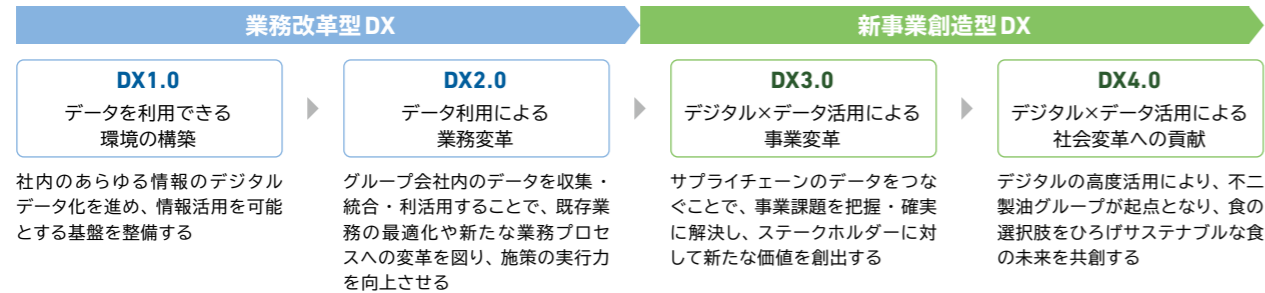 業務改革型DX
新事業創造型DX
DX1.0
データを利用できる
環境の構築
社内のあらゆる情報のデジタル
データ化を進め、情報活用を可能
とする基盤を整備する
DX2.0
データ利用による
業務変革
グループ会社内のデータを収集・
統合・利活用することで、既存業
務の最適化や新たな業務プロセ
スへの変革を図り、施策の実行力
を向上させる
DX3.0
デジタル×データ活用による
事業変革
サプライチェーンのデータをつな
ぐことで、事業課題を把握・確実
に解決し、ステークホルダーに対
して新たな価値を創出する
DX4.0
デジタル×データ活用による
社会変革への貢献
デジタルの高度活用により、不二
製油グループが起点となり、食の
選択肢をひろげサステナブルな食
の未来を共創する